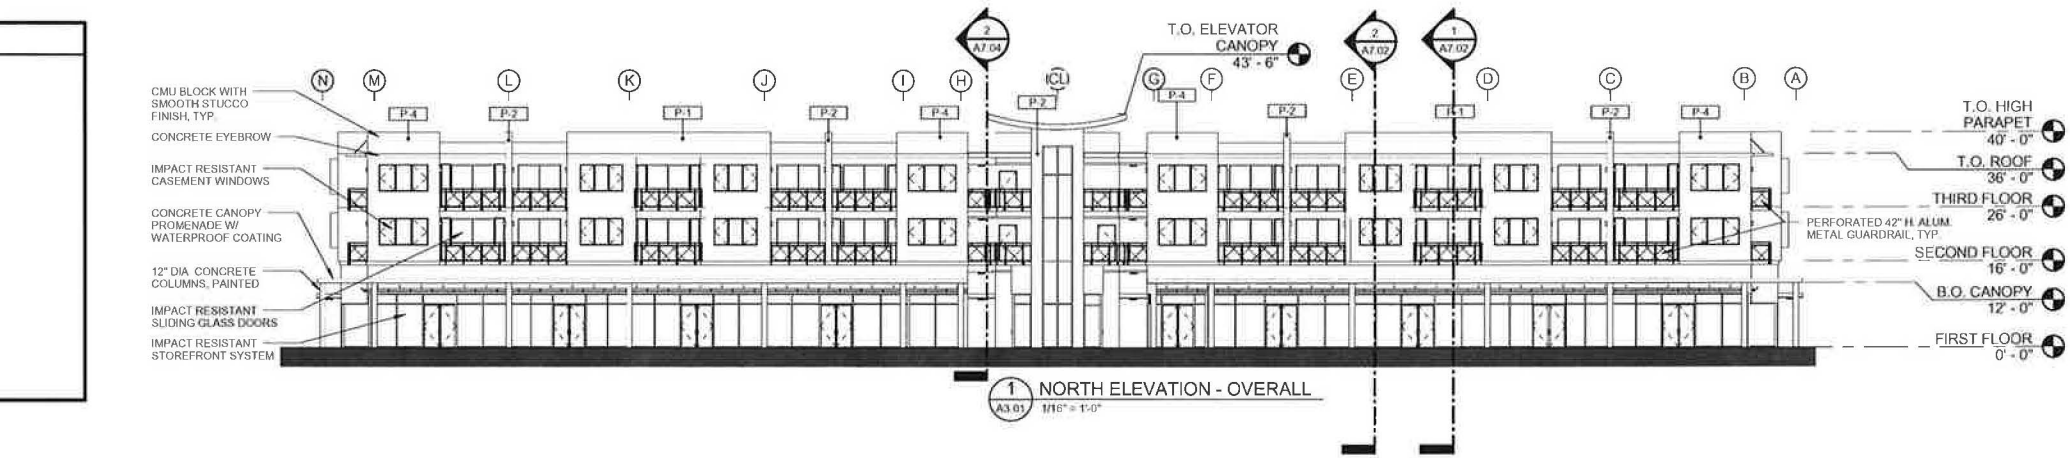 2
A7.04
T.O. ELEVATOR
CANOPY
43' - 6"
2
A7.02
1
A7.02
N
M
L
K
J
I
H
(CL)
G
F
E
D
C
B
A
P-4
P-2
P-1
P-2
P-4
P-2
P-4
P-2
P-1
P-2
P-4
CMU BLOCK WITH
SMOOTH STUCCO
FINISH, TYP.
CONCRETE EYEBROW
IMPACT RESISTANT
CASEMENT WINDOWS
CONCRETE CANOPY
PROMENADE W/
WATERPROOF COATING
12" DIA CONCRETE
COLUMNS, PAINTED
IMPACT RESISTANT
SLIDING GLASS DOORS
IMPACT RESISTANT
STOREFRONT SYSTEM
T.O. HIGH
PARAPET
40' - 0"
T.O. ROOF
36' - 0"
THIRD FLOOR
26' - 0"
PERFORATED 42" H. ALUM.
METAL GUARDRAIL, TYP.
SECOND FLOOR
16' - 0"
B.O. CANOPY
12' - 0"
FIRST FLOOR
0' - 0"
1
A3.01
NORTH ELEVATION - OVERALL
1/16" = 1'-0"